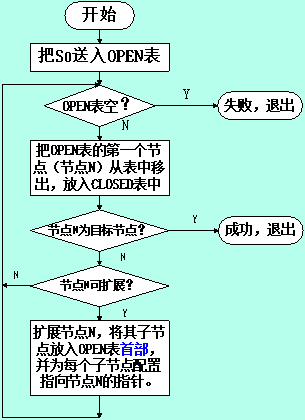 开始
把S0送入OPEN表
OPEN表空？
Y
失败，退出
N
把OPEN表的第一个节
点（节点N）从表中移
出，放入CLOSED表中
节点N为目标节点？
Y
成功，退出
N
节点N可扩展？
N
Y
扩展节点N，将其子节
点放入OPEN表首部，
并为每个子节点配置
指向节点N的指针。